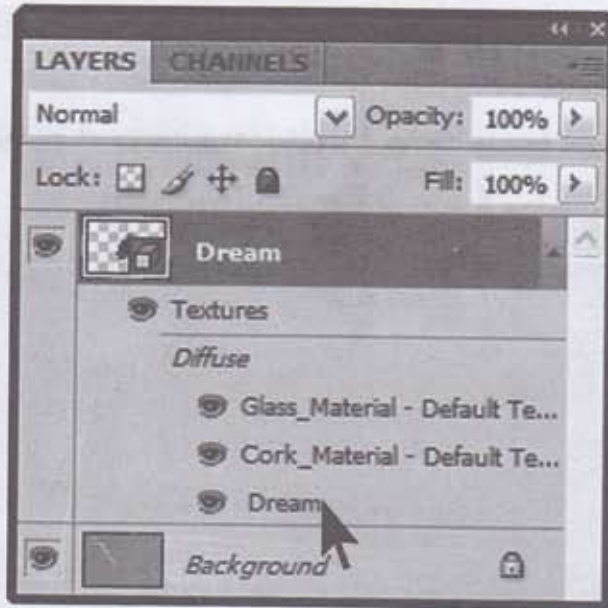 LAYERS CHANNELS
Normal Opacity: 100%
Lock: Fill: 100%
Dream
Textures
Diffuse
Glass_Material - Default Te...
Cork_Material - Default Te...
Dream
Background